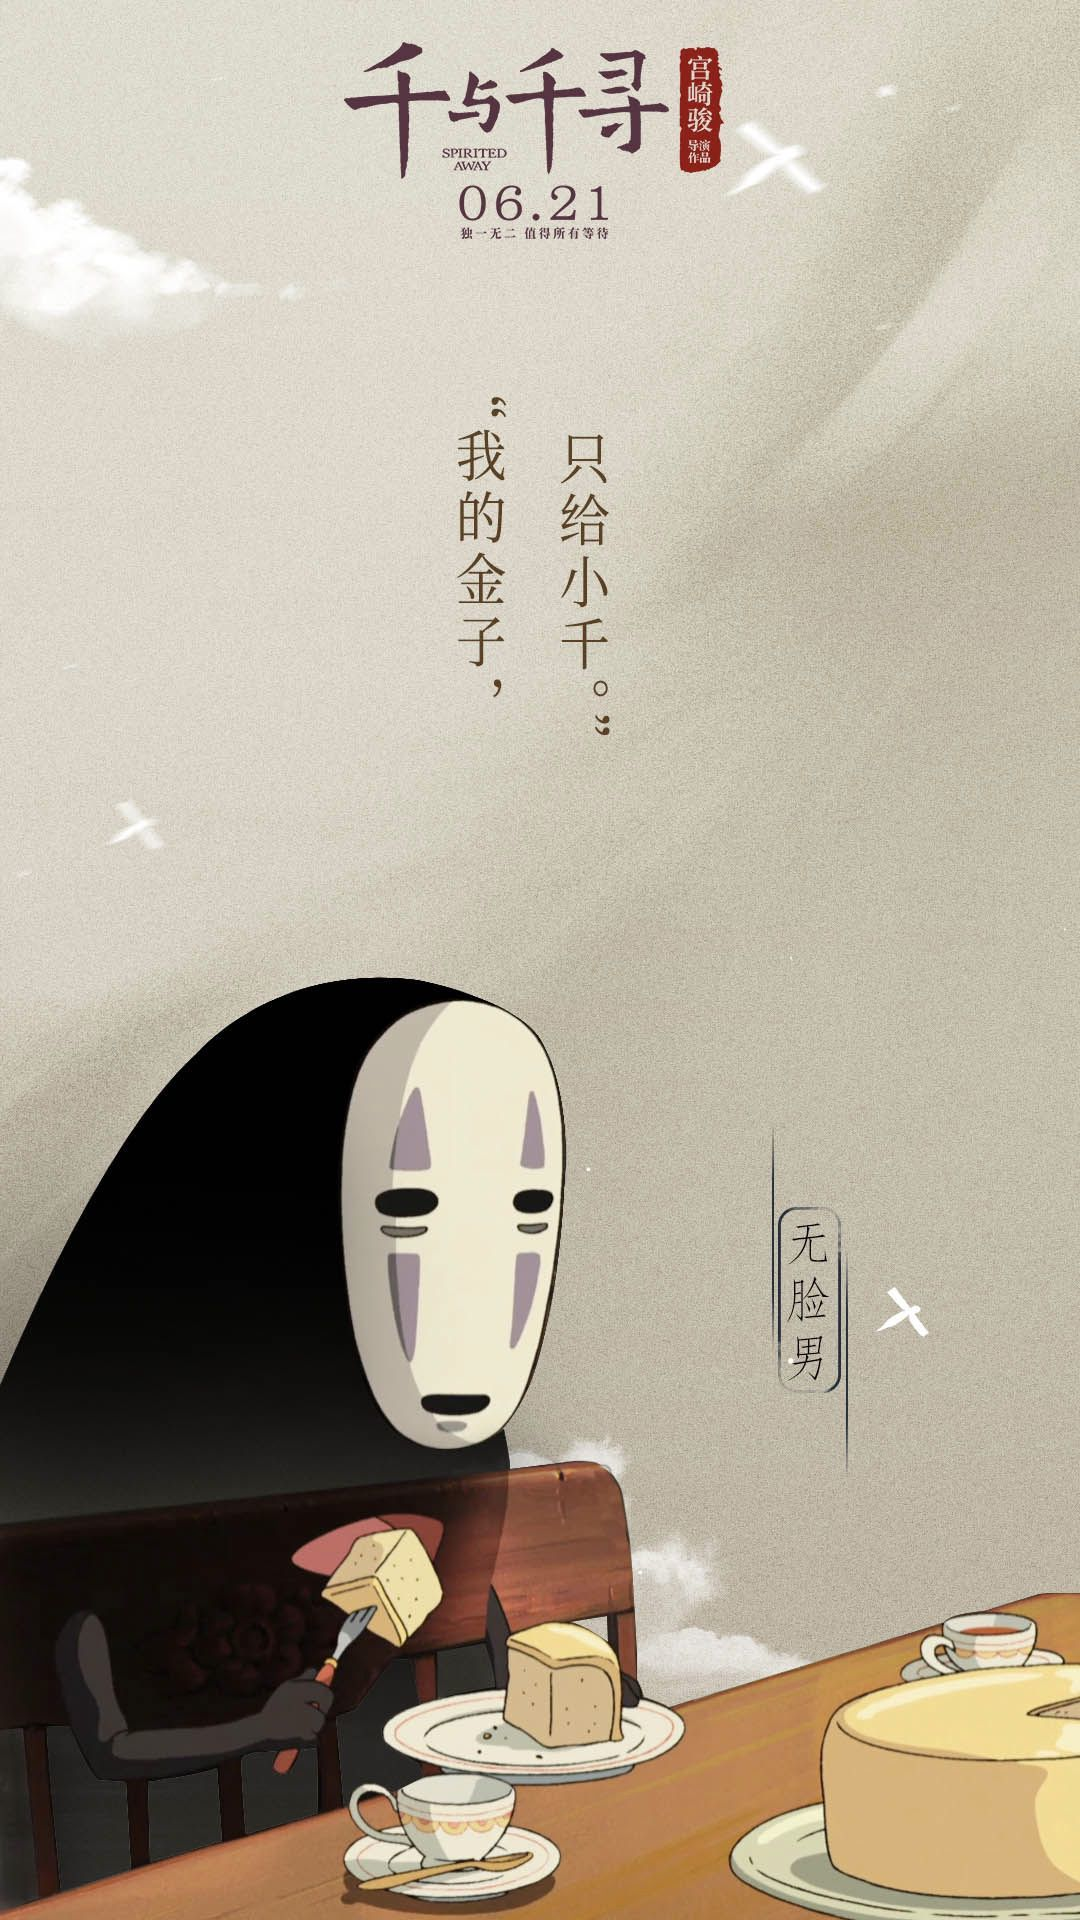 千与千寻
SPIRITED
AWAY
宫崎骏
导演
作品
06.21
独一无二 值得所有等待
“我的金子，
只给小千。”
无脸男